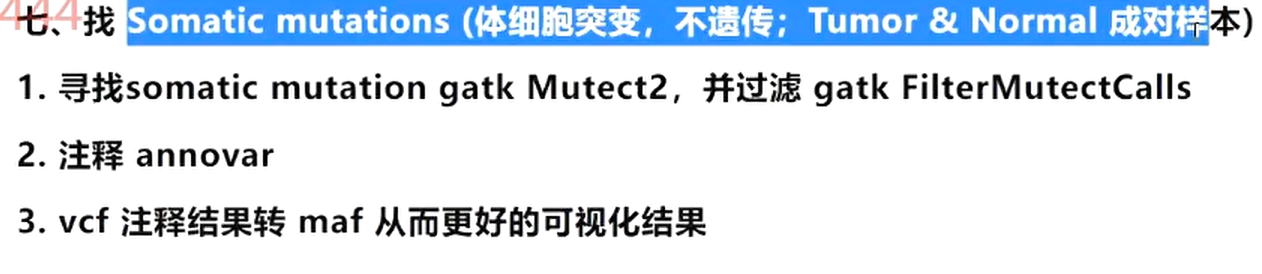 444
七、找 Somatic mutations (体细胞突变，不遗传；Tumor & Normal 成对样本)
1. 寻找somatic mutation gatk Mutect2，并过滤 gatk FilterMutectCalls
2. 注释 annovar
3. vcf 注释结果转 maf 从而更好的可视化结果